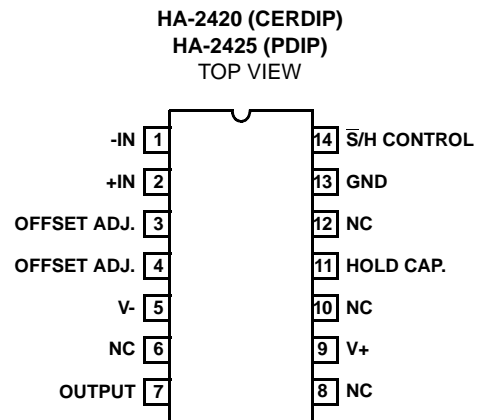 HA-2420 (CERDIP)
HA-2425 (PDIP)
TOP VIEW
-IN 1 14 S̅/H CONTROL
+IN 2 13 GND
OFFSET ADJ. 3 12 NC
OFFSET ADJ. 4 11 HOLD CAP.
V- 5 10 NC
NC 6 9 V+
OUTPUT 7 8 NC